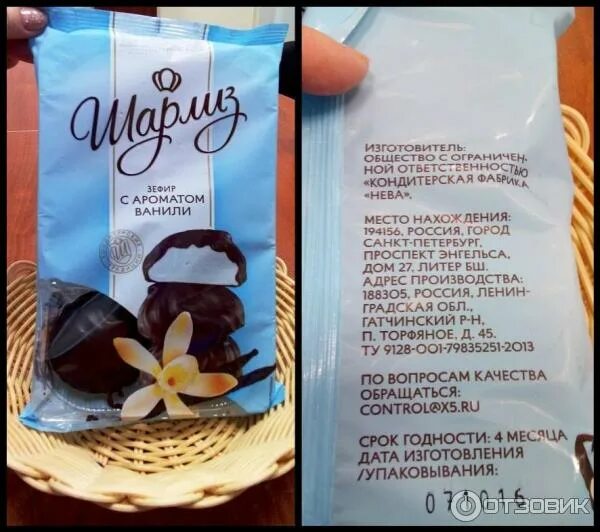 Шарлиз
ЗЕФИР
С АРОМАТОМ
ВАНИЛИ
ИЗГОТОВИТЕЛЬ:
ОБЩЕСТВО С ОГРАНИЧЕН-
НОЙ ОТВЕТСТВЕННОСТЬЮ
«КОНДИТЕРСКАЯ ФАБРИКА
«НЕВА».
МЕСТО НАХОЖДЕНИЯ:
194156, РОССИЯ, ГОРОД
САНКТ-ПЕТЕРБУРГ,
ПРОСПЕКТ ЭНГЕЛЬСА,
ДОМ 27, ЛИТЕР БШ.
АДРЕС ПРОИЗВОДСТВА:
188305, РОССИЯ, ЛЕНИН-
ГРАДСКАЯ ОБЛ.,
ГАТЧИНСКИЙ Р-Н,
П. ТОРФЯНОЕ, Д. 45.
ТУ 9128-001-79835251-2013
ПО ВОПРОСАМ КАЧЕСТВА
ОБРАЩАТЬСЯ:
CONTROL@X5.RU
СРОК ГОДНОСТИ: 4 МЕСЯЦА
ДАТА ИЗГОТОВЛЕНИЯ
/УПАКОВЫВАНИЯ:
071016
ОТЗОВИК